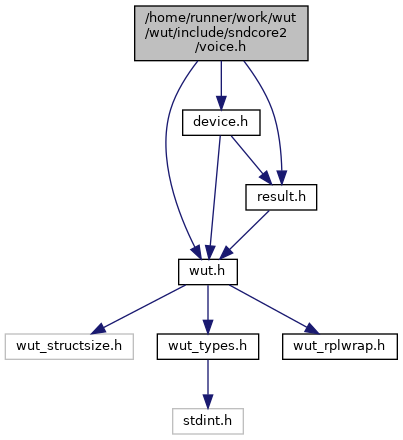 /home/runner/work/wut
/wut/include/sndcore2
/voice.h
device.h
result.h
wut.h
wut_structsize.h
wut_types.h
wut_rplwrap.h
stdint.h